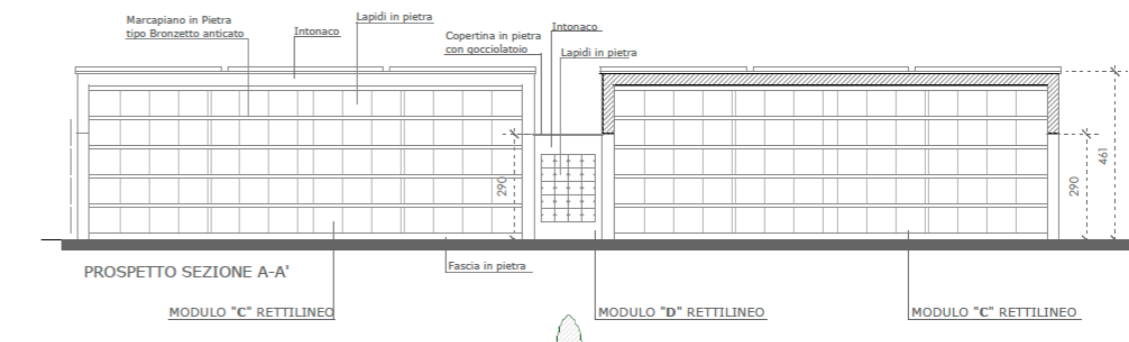 Marcapiano in Pietra
tipo Bronzetto anticato
Intonaco
Lapidi in pietra
Copertina in pietra
con gocciolatoio
Intonaco
Lapidi in pietra
290
290
461
Fascia in pietra
PROSPETTO SEZIONE A-A'
MODULO "C" RETTILINEO
MODULO "D" RETTILINEO
MODULO "C" RETTILINEO